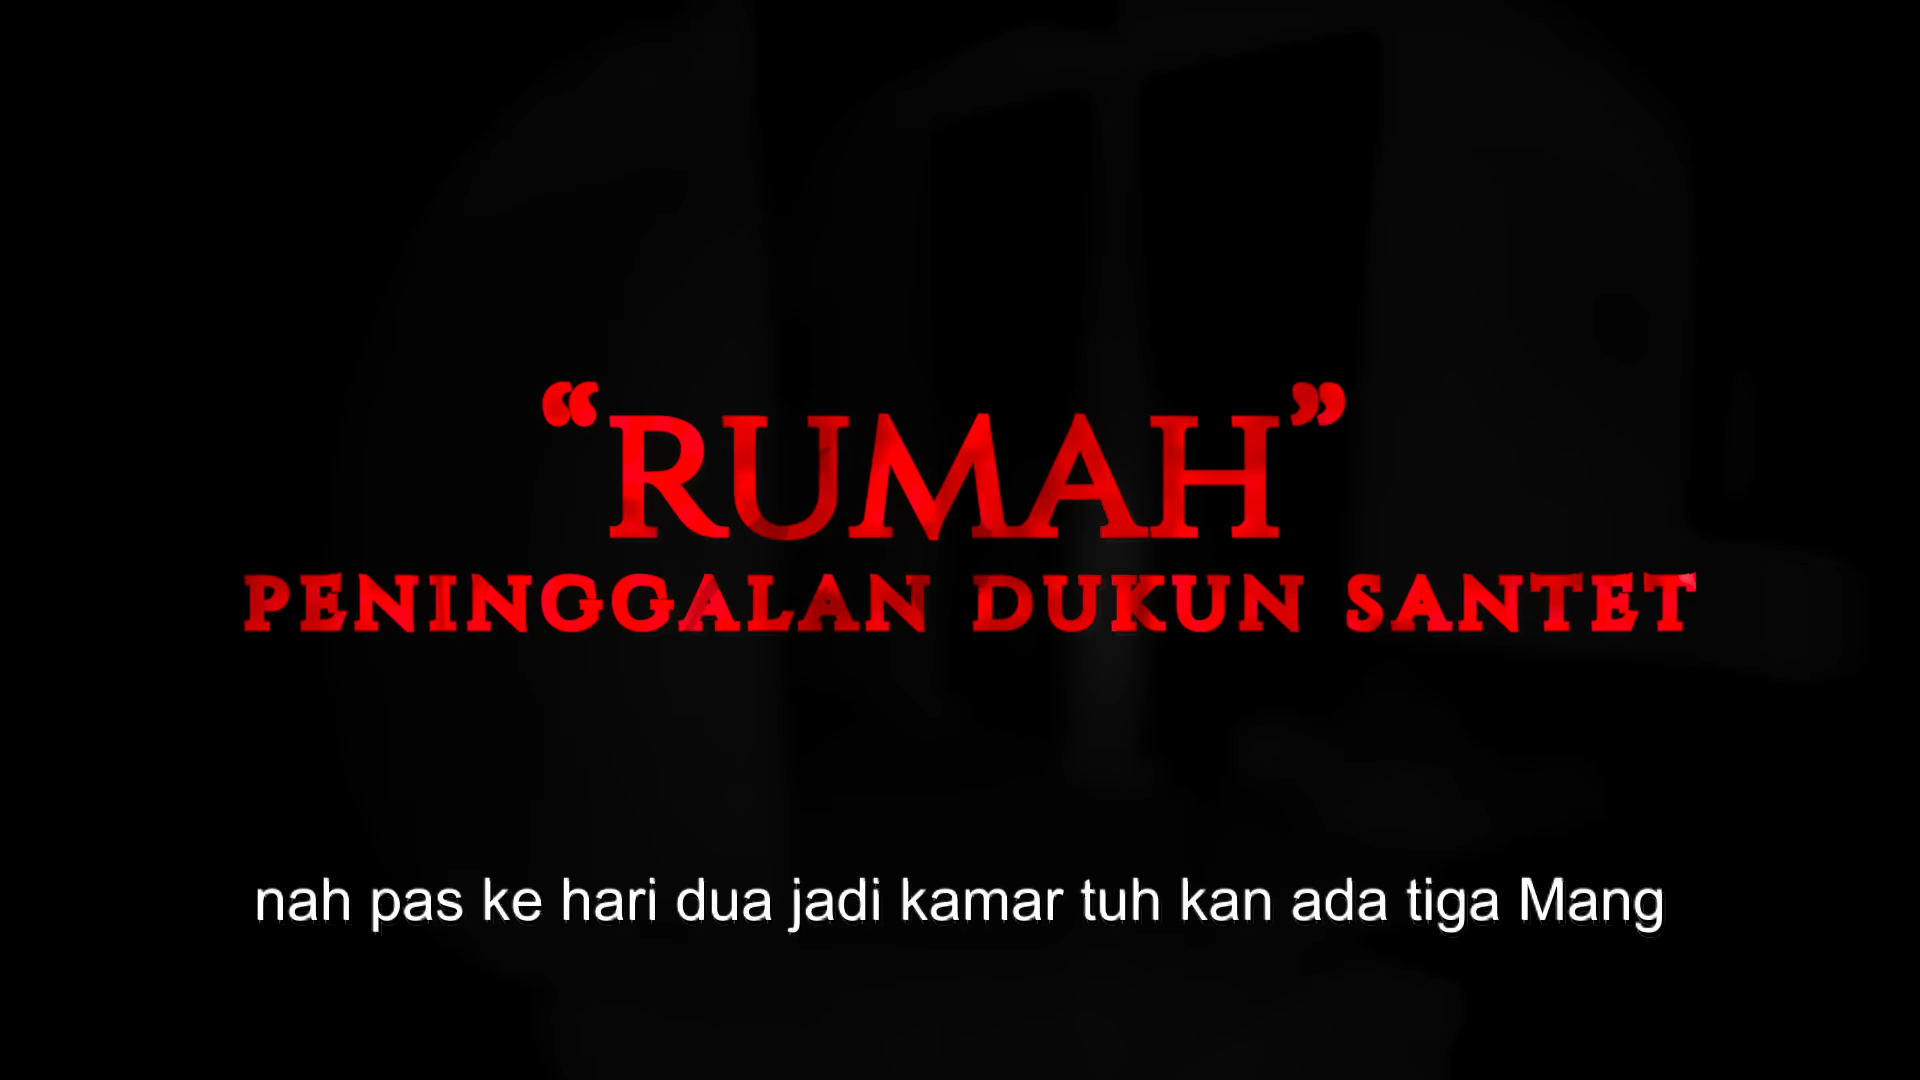 “RUMAH”
PENINGGALAN DUKUN SANTET
nah pas ke hari dua jadi kamar tuh kan ada tiga Mang